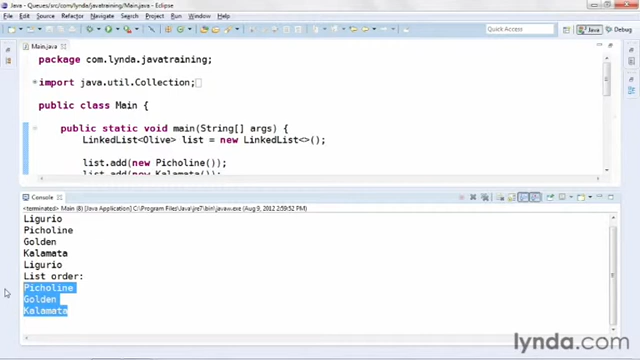 Java - Queues/src/com/lynda/javatraining/Main.java - Eclipse
File Edit Source Refactor Navigate Search Project Run Window Help
Quick Access
Java
Debug
Main.java
package com.lynda.javatraining;
import java.util.Collection;
public class Main {
public static void main(String[] args) {
LinkedList<Olive> list = new LinkedList<>();
list.add(new Picholine());
list.add(new Kalamata());
Console
<terminated> Main (8) [Java Application] C:\Program Files\Java\jre7\bin\javaw.exe (Aug 9, 2012 2:59:52 PM)
Ligurio
Picholine
Golden
Kalamata
Ligurio
List order:
Picholine
Golden
Kalamata
lynda.com